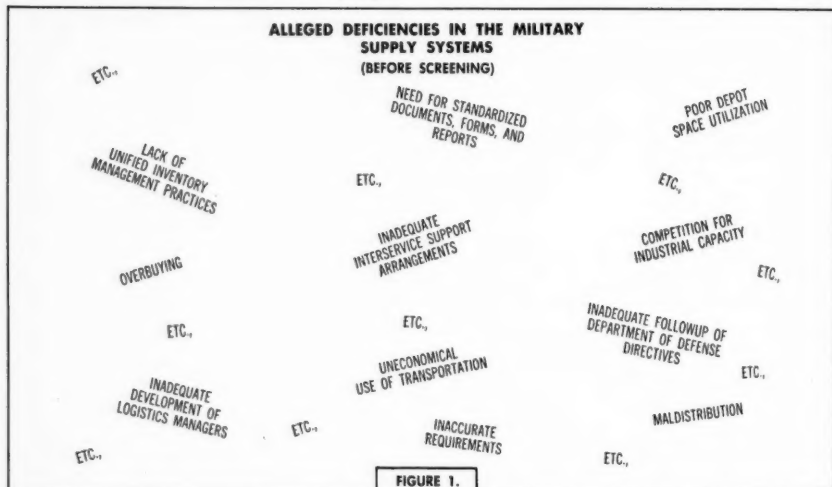 ALLEGED DEFICIENCIES IN THE MILITARY
SUPPLY SYSTEMS
(BEFORE SCREENING)
ETC.,
NEED FOR STANDARDIZED
DOCUMENTS, FORMS, AND
REPORTS
POOR DEPOT
SPACE UTILIZATION
LACK OF
UNIFIED INVENTORY
MANAGEMENT PRACTICES
ETC.,
ETC.,
INADEQUATE
INTERSERVICE SUPPORT
ARRANGEMENTS
COMPETITION FOR
INDUSTRIAL CAPACITY
OVERBUYING
ETC.,
ETC.,
ETC.,
INADEQUATE FOLLOWUP OF
DEPARTMENT OF DEFENSE
DIRECTIVES
UNECONOMICAL
USE OF TRANSPORTATION
ETC.,
INADEQUATE
DEVELOPMENT OF
LOGISTICS MANAGERS
MALDISTRIBUTION
ETC.,
INACCURATE
REQUIREMENTS
ETC.,
ETC.,
FIGURE 1.